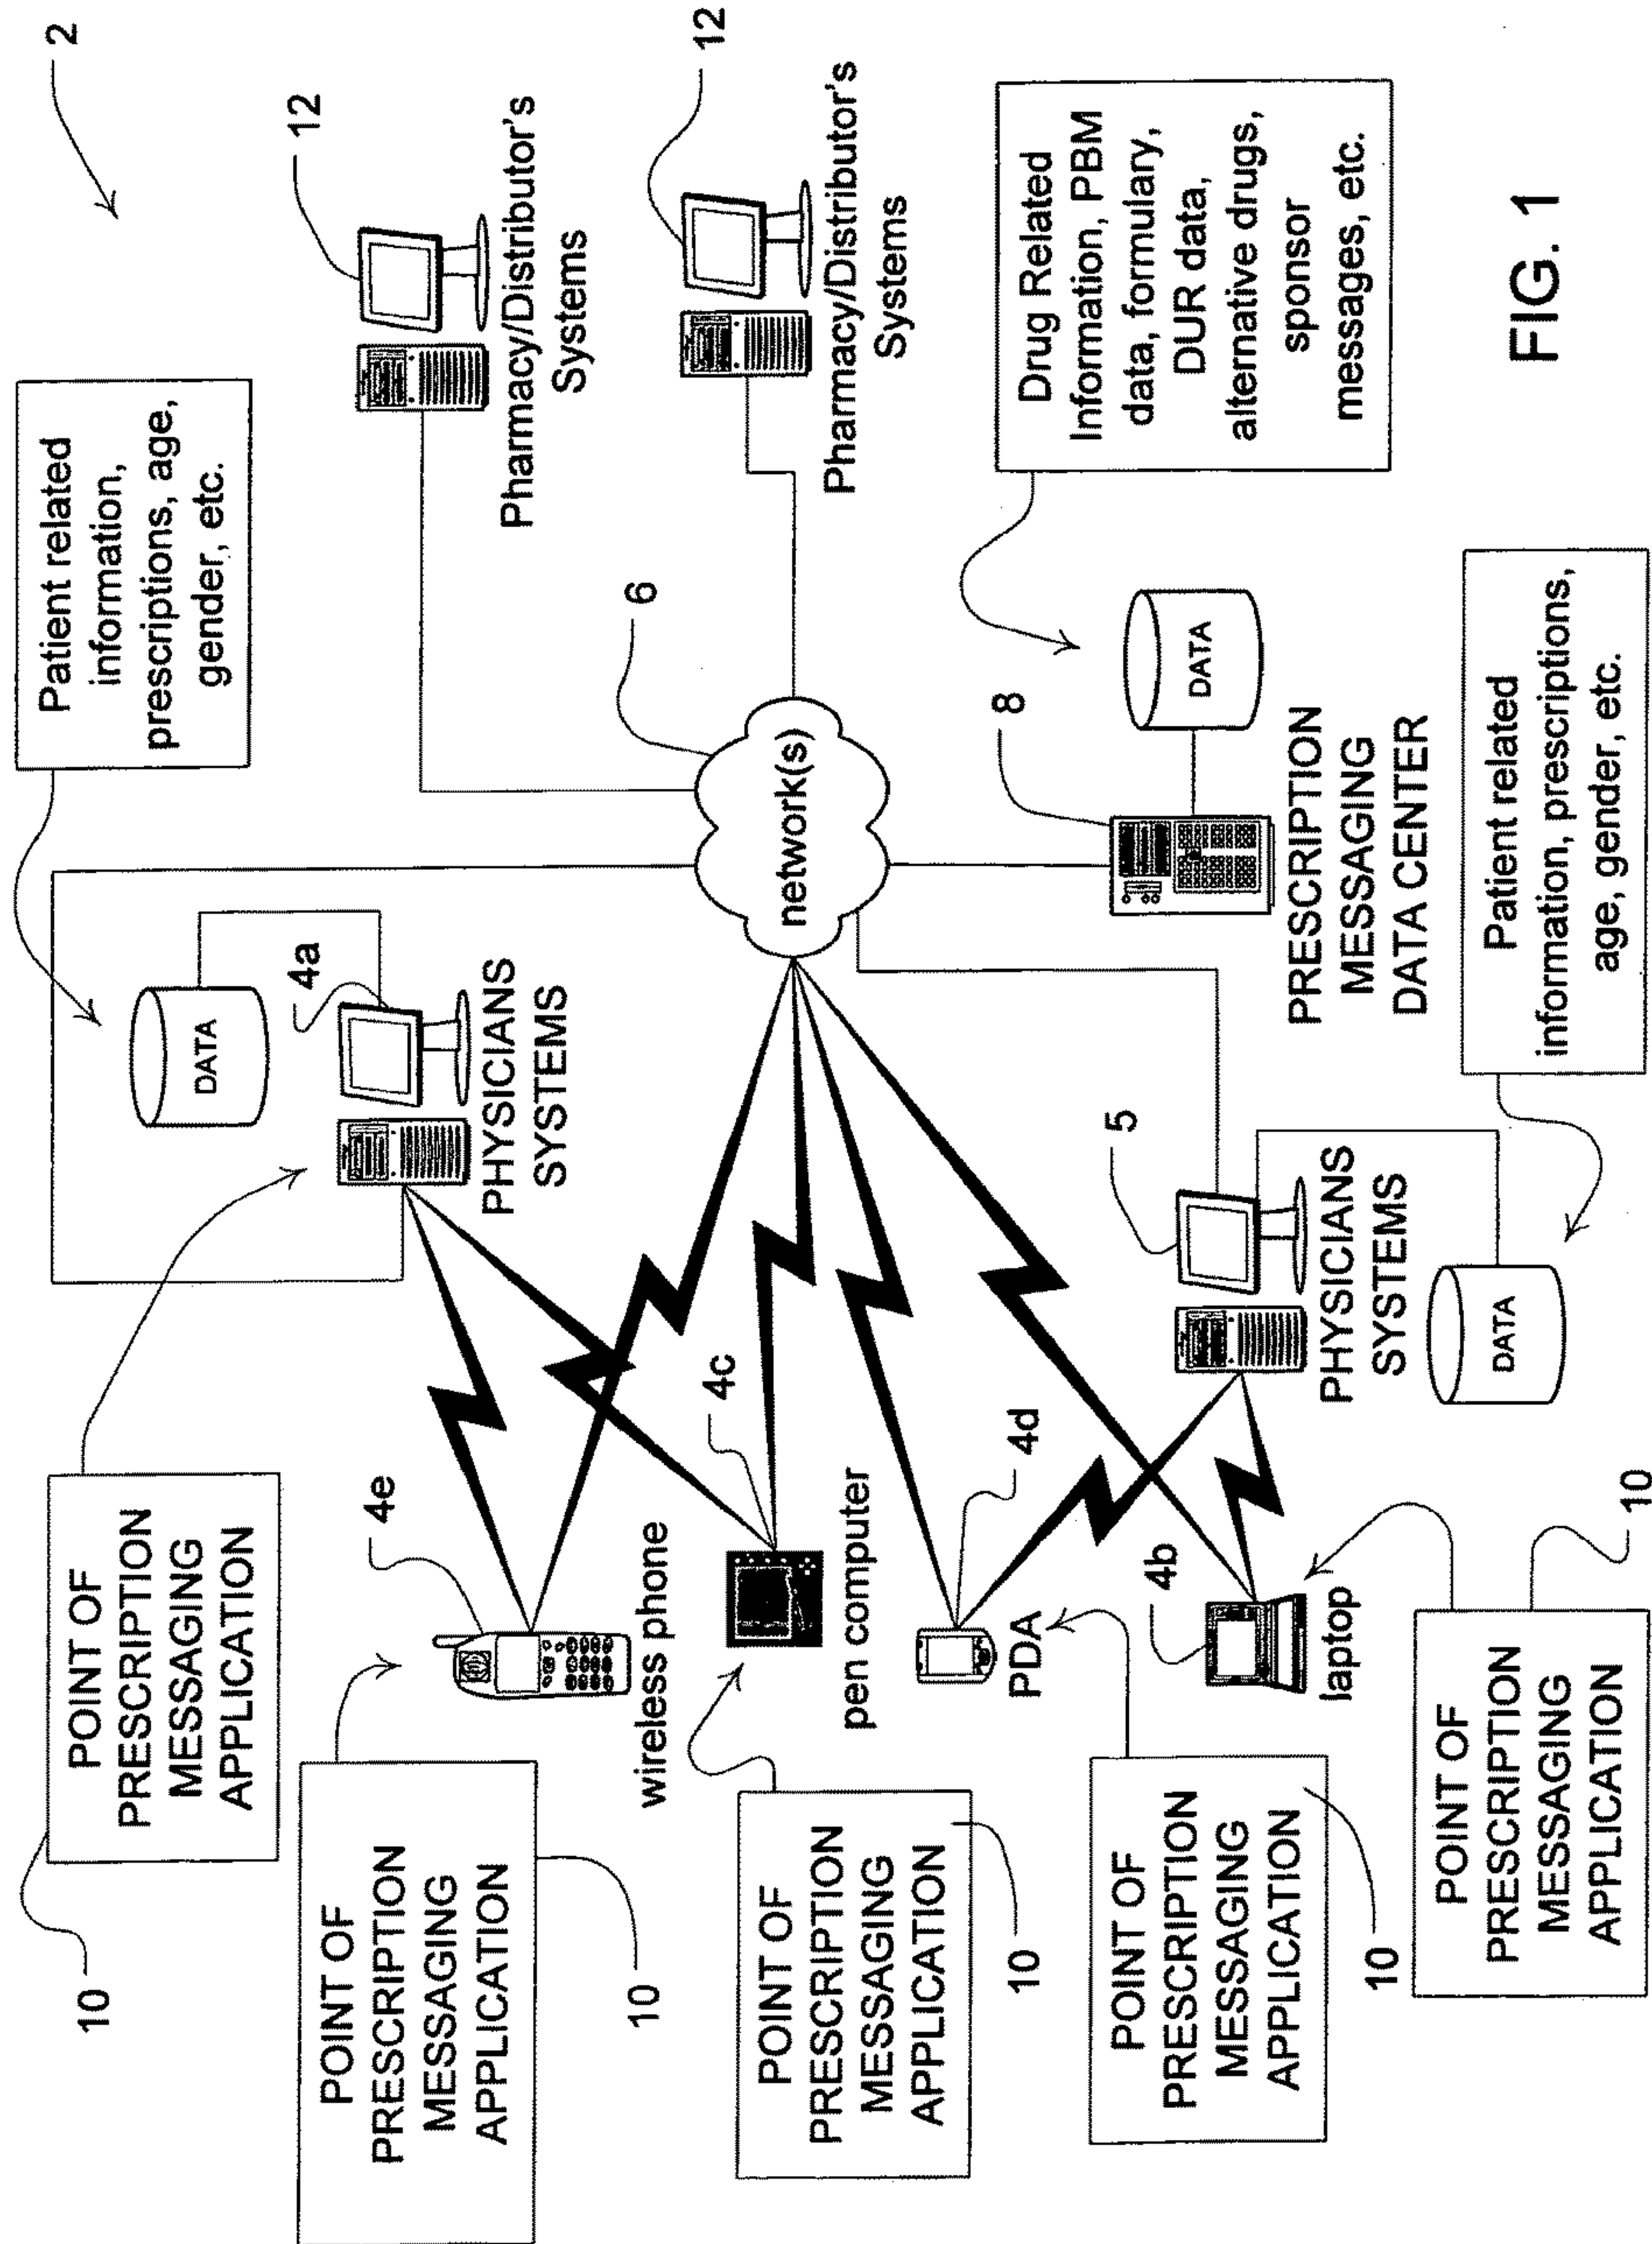 2
Patient related
information,
prescriptions, age,
gender, etc.
12
Pharmacy/Distributor's
Systems
12
Pharmacy/Distributor's
Systems
6
network(s)
DATA
4a
PHYSICIANS
SYSTEMS
10
POINT OF
PRESCRIPTION
MESSAGING
APPLICATION
POINT OF
PRESCRIPTION
MESSAGING
APPLICATION
10
4e
wireless phone
POINT OF
PRESCRIPTION
MESSAGING
APPLICATION
10
4c
pen computer
POINT OF
PRESCRIPTION
MESSAGING
APPLICATION
10
4d
PDA
POINT OF
PRESCRIPTION
MESSAGING
APPLICATION
10
4b
laptop
5
PHYSICIANS
SYSTEMS
DATA
Patient related
information, prescriptions,
age, gender, etc.
8
DATA
PRESCRIPTION
MESSAGING
DATA CENTER
Drug Related
Information, PBM
data, formulary,
DUR data,
alternative drugs,
sponsor
messages, etc.
FIG. 1